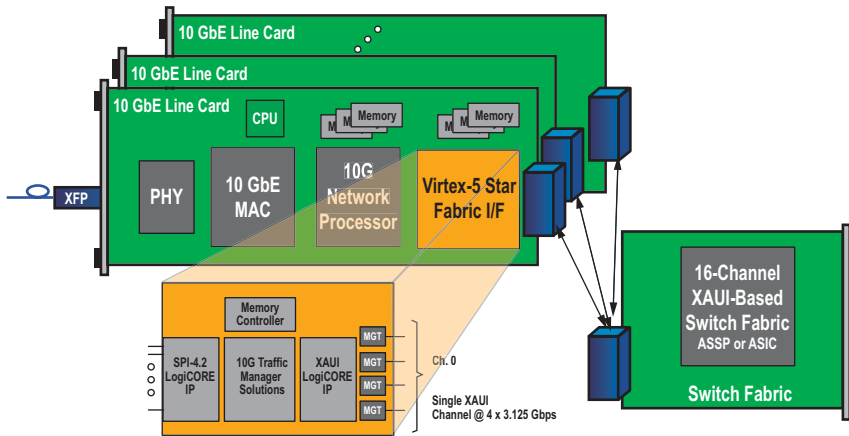 10 GbE Line Card
10 GbE Line Card
10 GbE Line Card
CPU
M
M
Memory
M
M
Memory
XFP
PHY
10 GbE
MAC
10G
Network
Processor
Virtex-5 Star
Fabric I/F
16-Channel
XAUI-Based
Switch Fabric
ASSP or ASIC
Switch Fabric
Memory
Controller
SPI-4.2
LogiCORE
IP
10G Traffic
Manager
Solutions
XAUI
LogiCORE
IP
MGT
MGT
MGT
MGT
Ch. 0
Single XAUI
Channel @ 4 x 3.125 Gbps